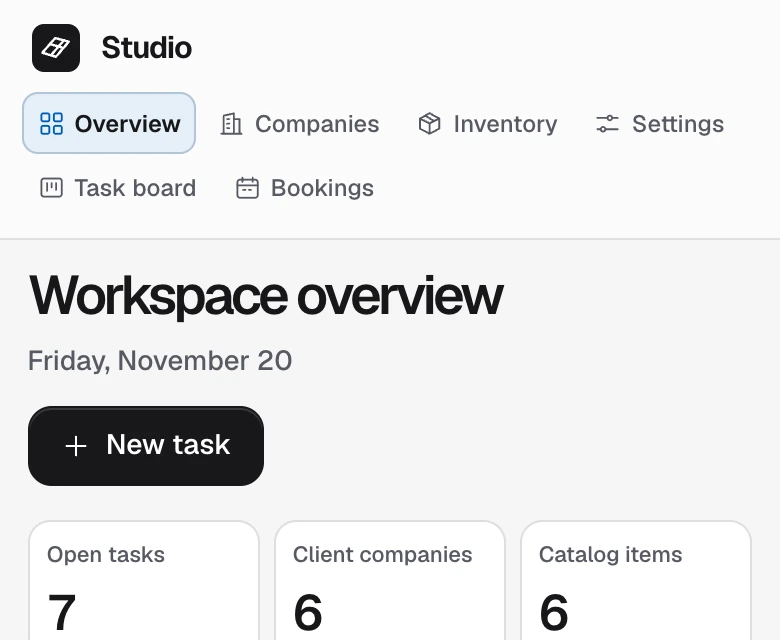 Studio
Overview Companies Inventory Settings
Task board Bookings
Workspace overview
Friday, November 20
New task
Open tasks Client companies Catalog items
7 6 6